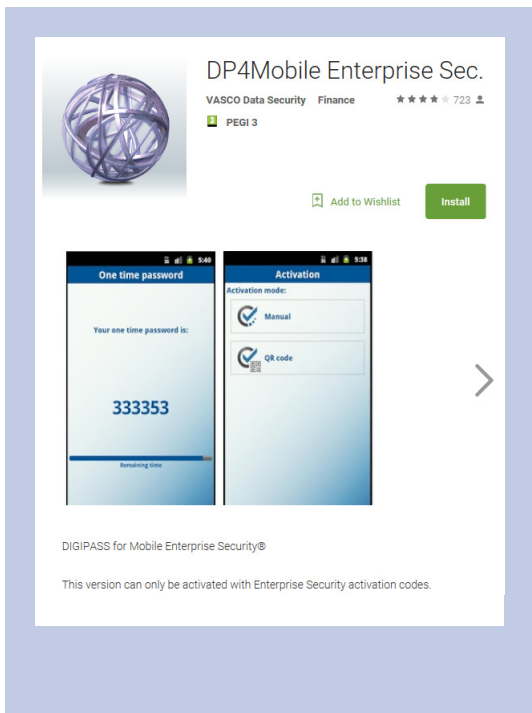 DP4Mobile Enterprise Sec.
VASCO Data Security Finance 723
3 PEGI 3
Add to Wishlist Install
5:40
One time password
Your one time password is:
333353
Remaining time
5:38
Activation
Activation mode:
Manual
QR code
DIGIPASS for Mobile Enterprise Security®
This version can only be activated with Enterprise Security activation codes.